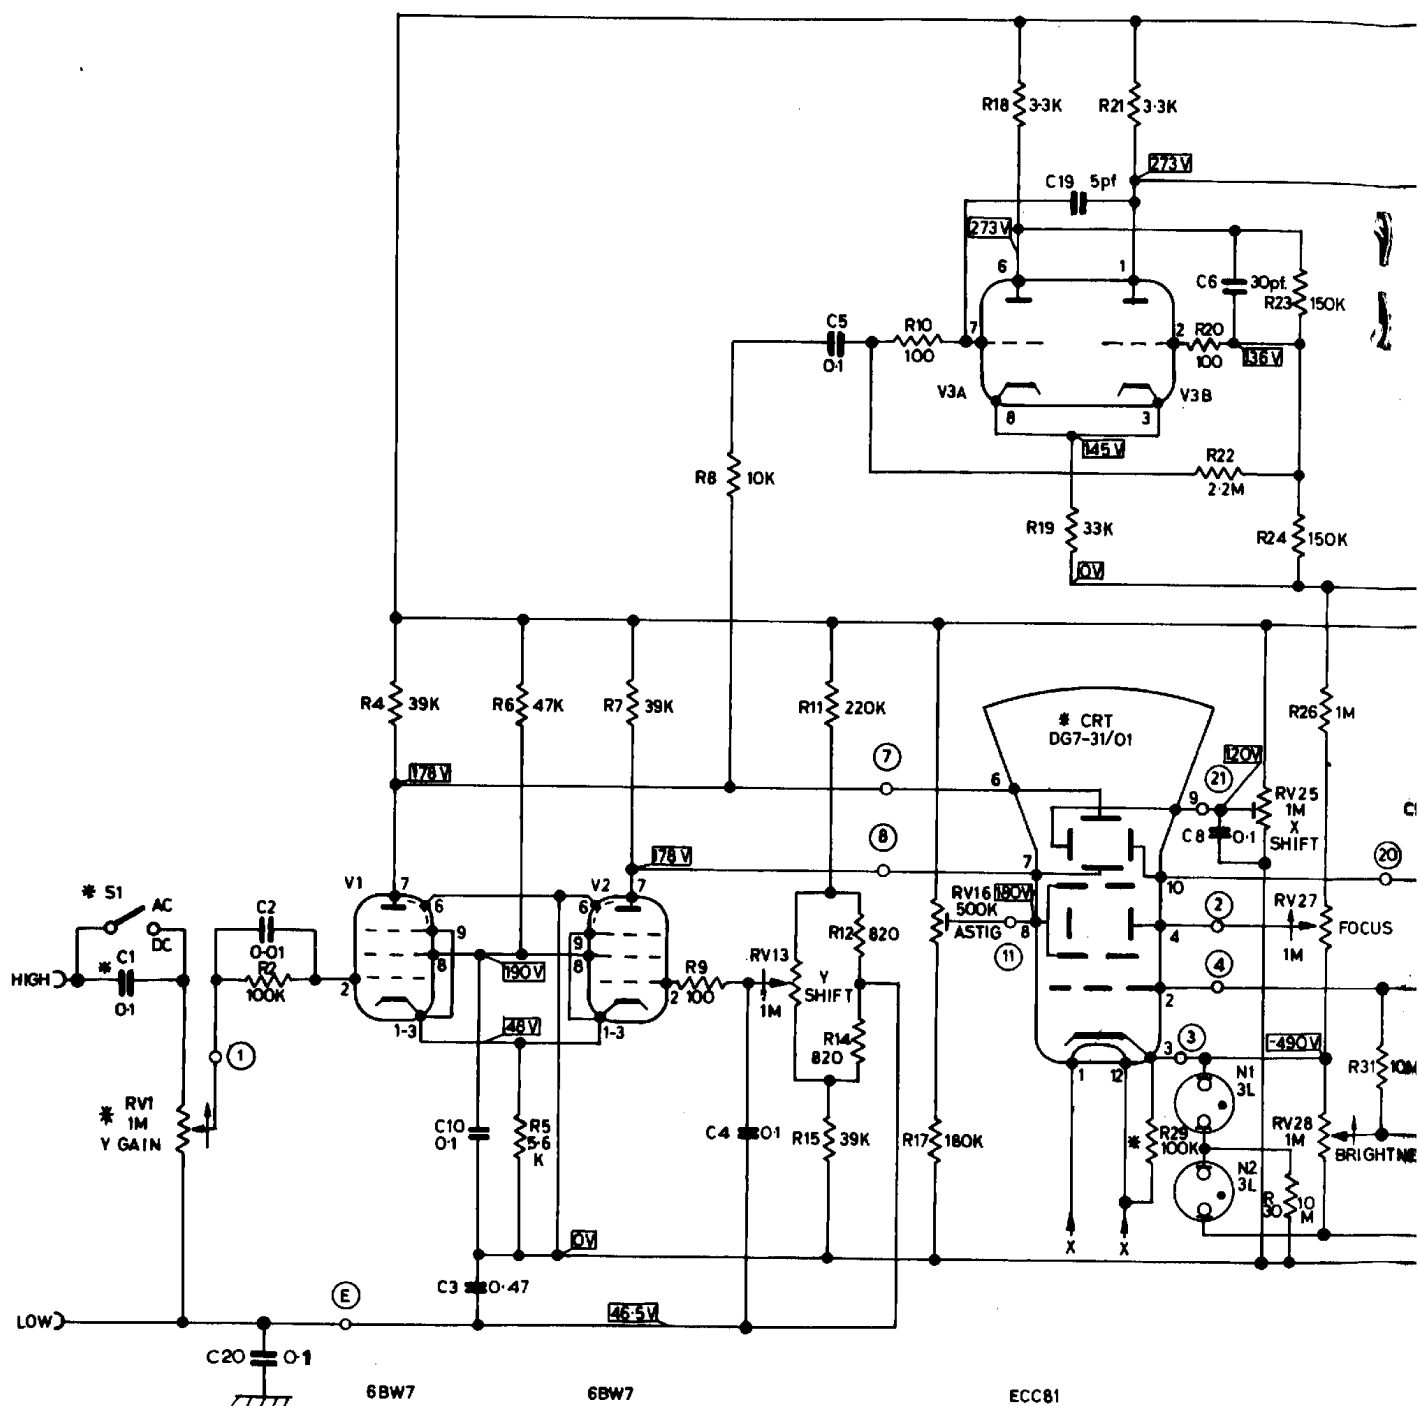 R18 3·3K
R21 3·3K
273V
C19 5pf
273V
6
1
C6 30pf.
R23 150K
C5
0·1
R10
100
7
2
R20
100
136V
V3A
V3B
8
3
145V
R8 10K
R22
2·2M
R19 33K
R24 150K
0V
R4 39K
R6 47K
R7 39K
R11 220K
* CRT
DG7-31/01
R26 1M
178V
7
6
120V
21
9
RV25
1M
X
SHIFT
C8 0·1
178V
8
7
20
10
* S1
AC
DC
V1
7
6
V2
7
6
RV16
500K
ASTIG
180V
8
11
2
4
RV27
1M
FOCUS
C2
0·01
R2
100K
9
8
9
8
R12 820
HIGH
* C1
0·1
2
190V
2
R9
100
RV13
1M
Y
SHIFT
4
2
1-3
48V
1-3
R14
820
1
3
3
-490V
1
12
N1
3L
R31 10M
* RV1
1M
Y GAIN
C10
0·1
R5
5·6
K
C4 0·1
R15 39K
R17 180K
* R29
100K
RV28
1M
N2
3L
R
30
10
M
X
X
0V
C3 0·47
E
LOW
46·5V
C20 0·1
6BW7
6BW7
ECC81